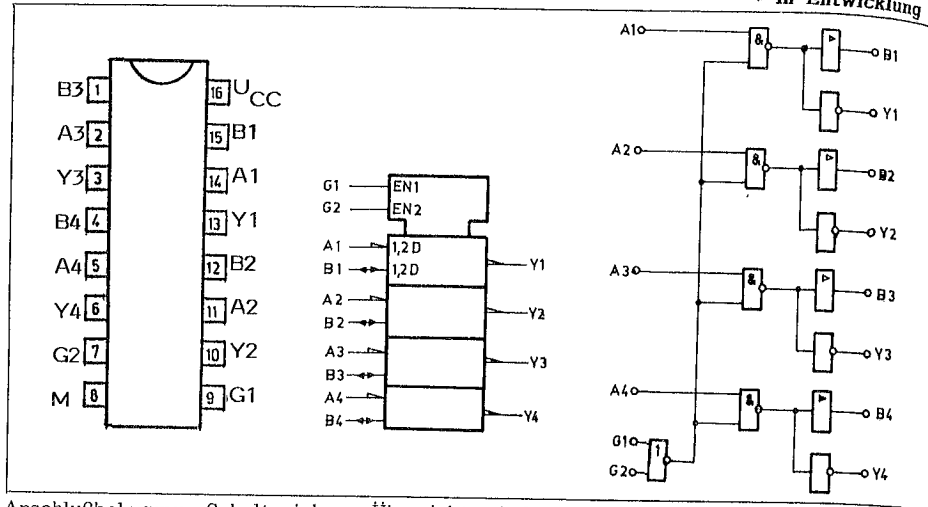 in Entwicklung
B3 1 16 UCC
A3 2 15 B1
Y3 3 14 A1
B4 4 13 Y1
A4 5 12 B2
Y4 6 11 A2
G2 7 10 Y2
M 8 9 G1
G1 EN1
G2 EN2
A1 1,2D
B1 1,2D
Y1
A2
B2
Y2
A3
B3
Y3
A4
B4
Y4
A1 & B1
Y1
A2 & B2
Y2
A3 & B3
Y3
A4 & B4
G1 1
G2
Y4